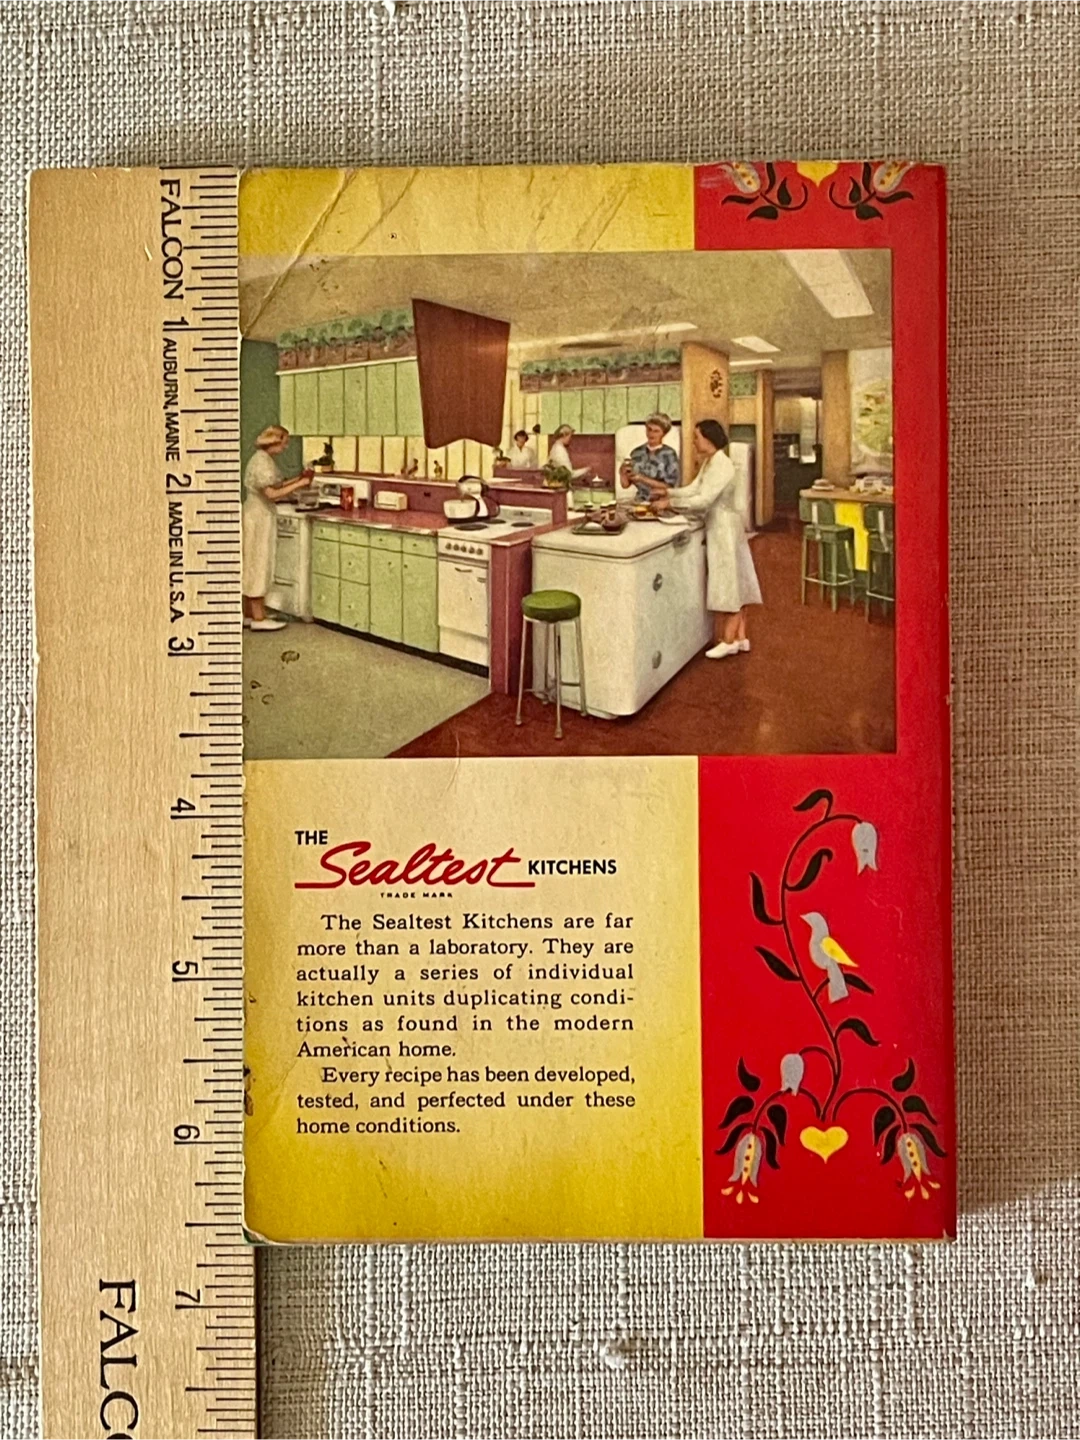 FALCON
1
AUBURN, MAINE
2
MADE IN U.S.A
3
4
5
6
7
FALC
THE
Sealtest KITCHENS
TRADE MARK
The Sealtest Kitchens are far
more than a laboratory. They are
actually a series of individual
kitchen units duplicating condi-
tions as found in the modern
American home.
Every recipe has been developed,
tested, and perfected under these
home conditions.